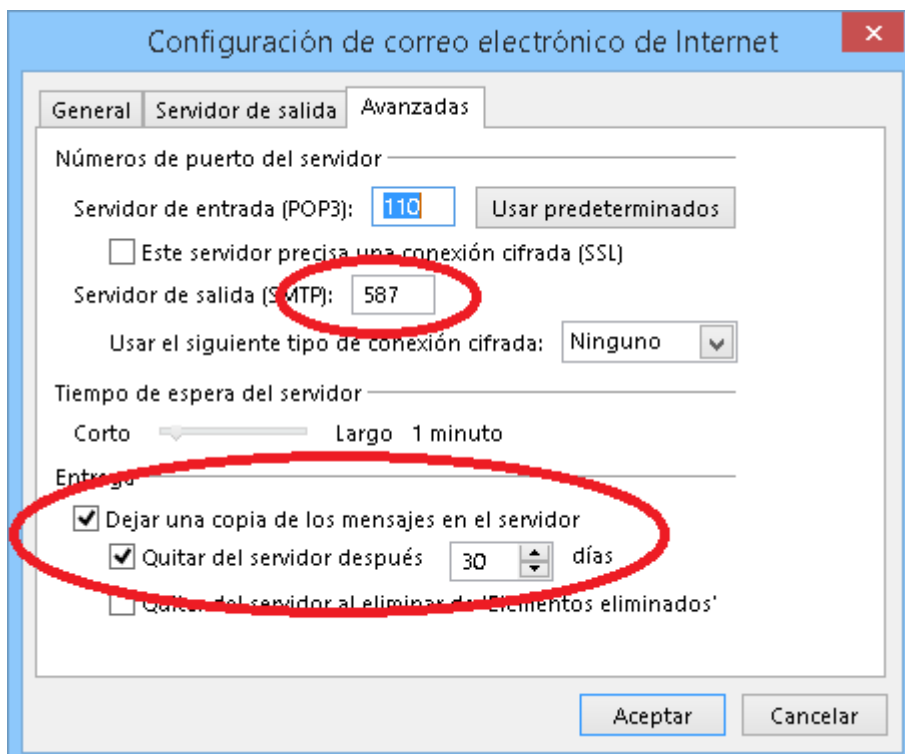 Configuración de correo electrónico de Internet
General Servidor de salida Avanzadas
Números de puerto del servidor
Servidor de entrada (POP3): 110 Usar predeterminados
Este servidor precisa una conexión cifrada (SSL)
Servidor de salida (SMTP): 587
Usar el siguiente tipo de conexión cifrada: Ninguno
Tiempo de espera del servidor
Corto Largo 1 minuto
Entrega
Dejar una copia de los mensajes en el servidor
Quitar del servidor después 30 días
Quitar del servidor al eliminar de 'Elementos eliminados'
Aceptar Cancelar